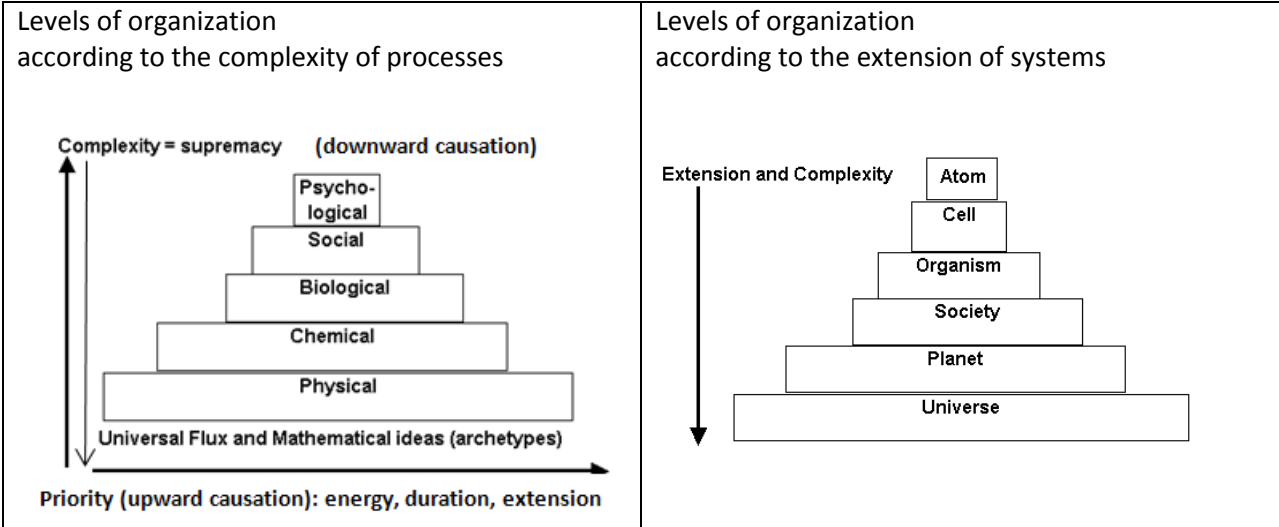 Levels of organization
according to the complexity of processes
Complexity = supremacy (downward causation)
Psycho-
logical
Social
Biological
Chemical
Physical
Universal Flux and Mathematical ideas (archetypes)
Priority (upward causation): energy, duration, extension
Levels of organization
according to the extension of systems
Extension and Complexity
Atom
Cell
Organism
Society
Planet
Universe